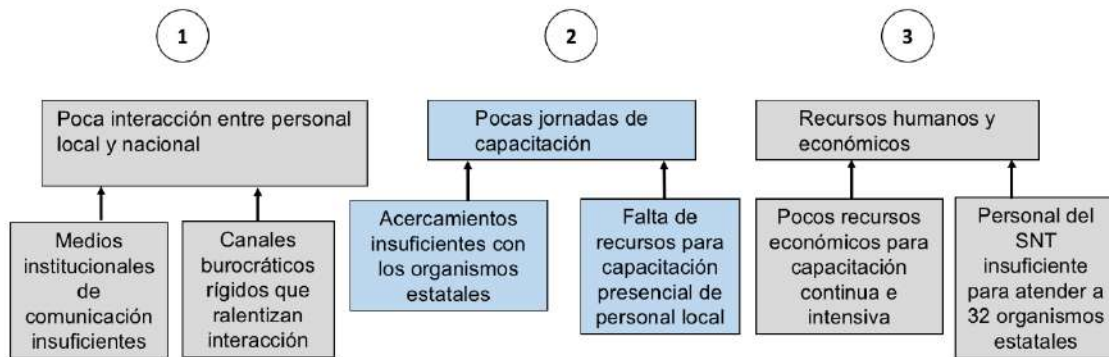 1
2
3
Poca interacción entre personal
local y nacional
Pocas jornadas de
capacitación
Recursos humanos y
económicos
Medios
institucionales
de
comunicación
insuficientes
Canales
burocráticos
rígidos que
ralentizan
interacción
Acercamientos
insuficientes con
los organismos
estatales
Falta de
recursos para
capacitación
presencial de
personal local
Pocos recursos
económicos para
capacitación
continua e
intensiva
Personal del
SNT
insuficiente
para atender a
32 organismos
estatales